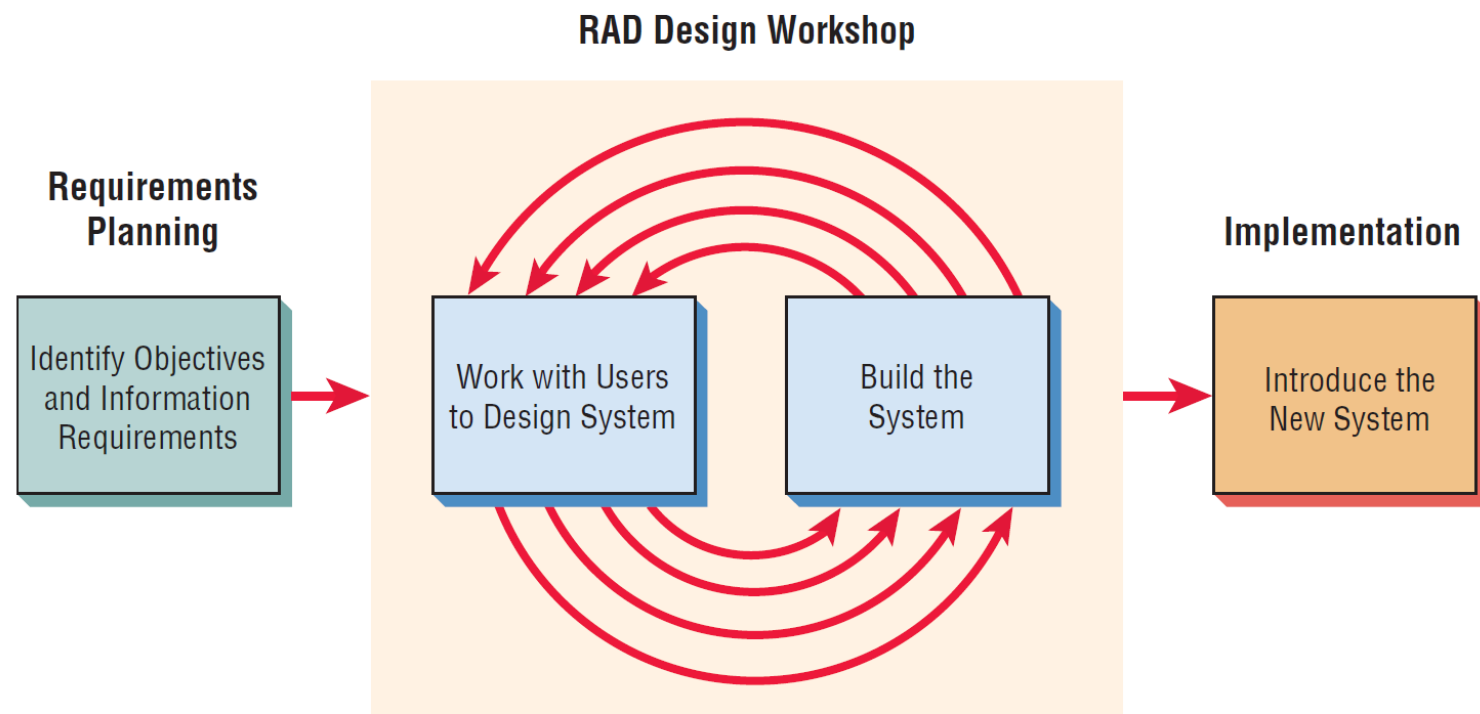 RAD Design Workshop
Requirements
Planning
Identify Objectives
and Information
Requirements
Work with Users
to Design System
Build the
System
Implementation
Introduce the
New System